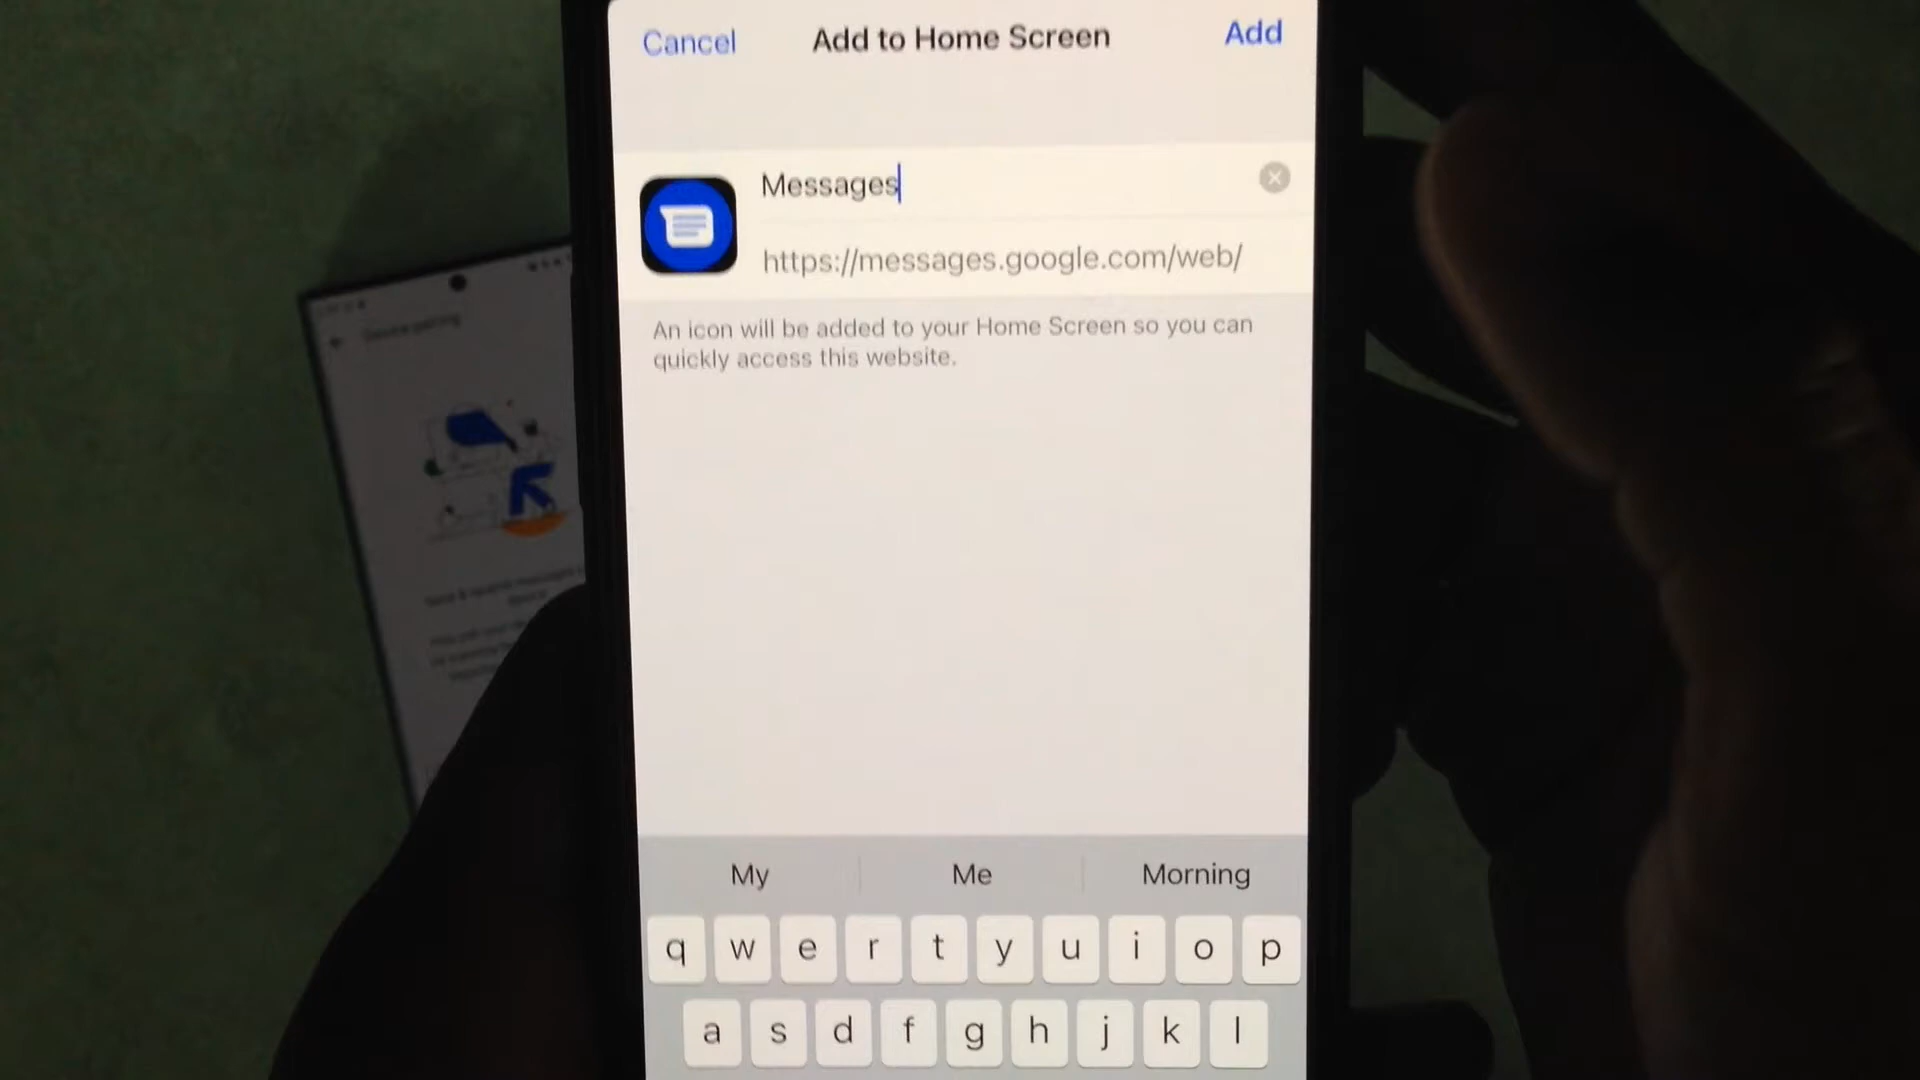 Cancel Add to Home Screen Add
Messages
https://messages.google.com/web/
An icon will be added to your Home Screen so you can
quickly access this website.
My Me Morning
q w e r t y u i o p
a s d f g h j k l